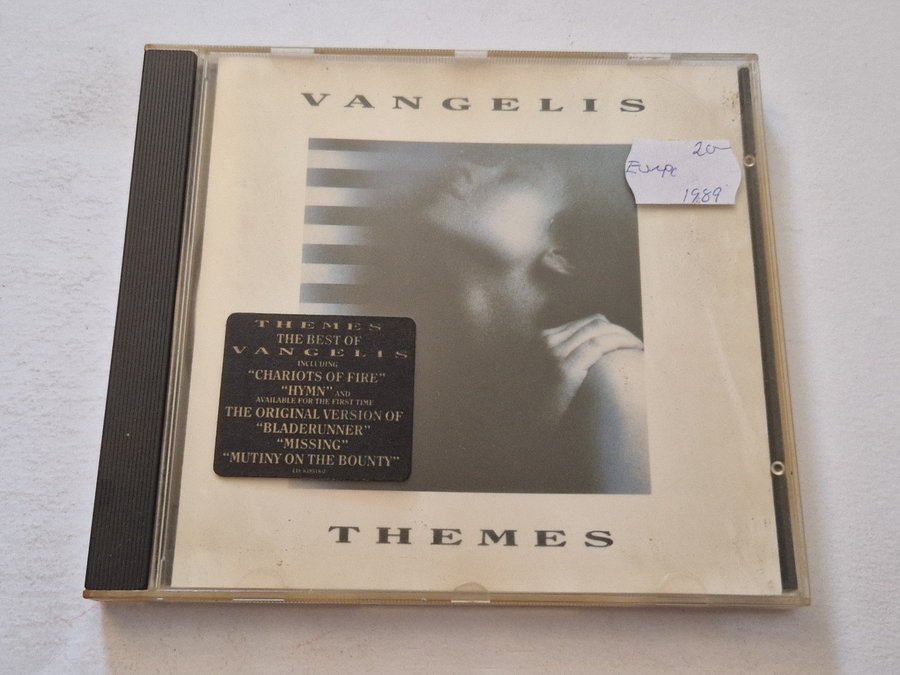 VANGELIS
20-
Europe
1989
THEMES
THE BEST OF
VANGELIS
INCLUDING
"CHARIOTS OF FIRE"
"HYMN" AND
AVAILABLE FOR THE FIRST TIME
THE ORIGINAL VERSION OF
"BLADERUNNER"
"MISSING"
"MUTINY ON THE BOUNTY"
THEMES